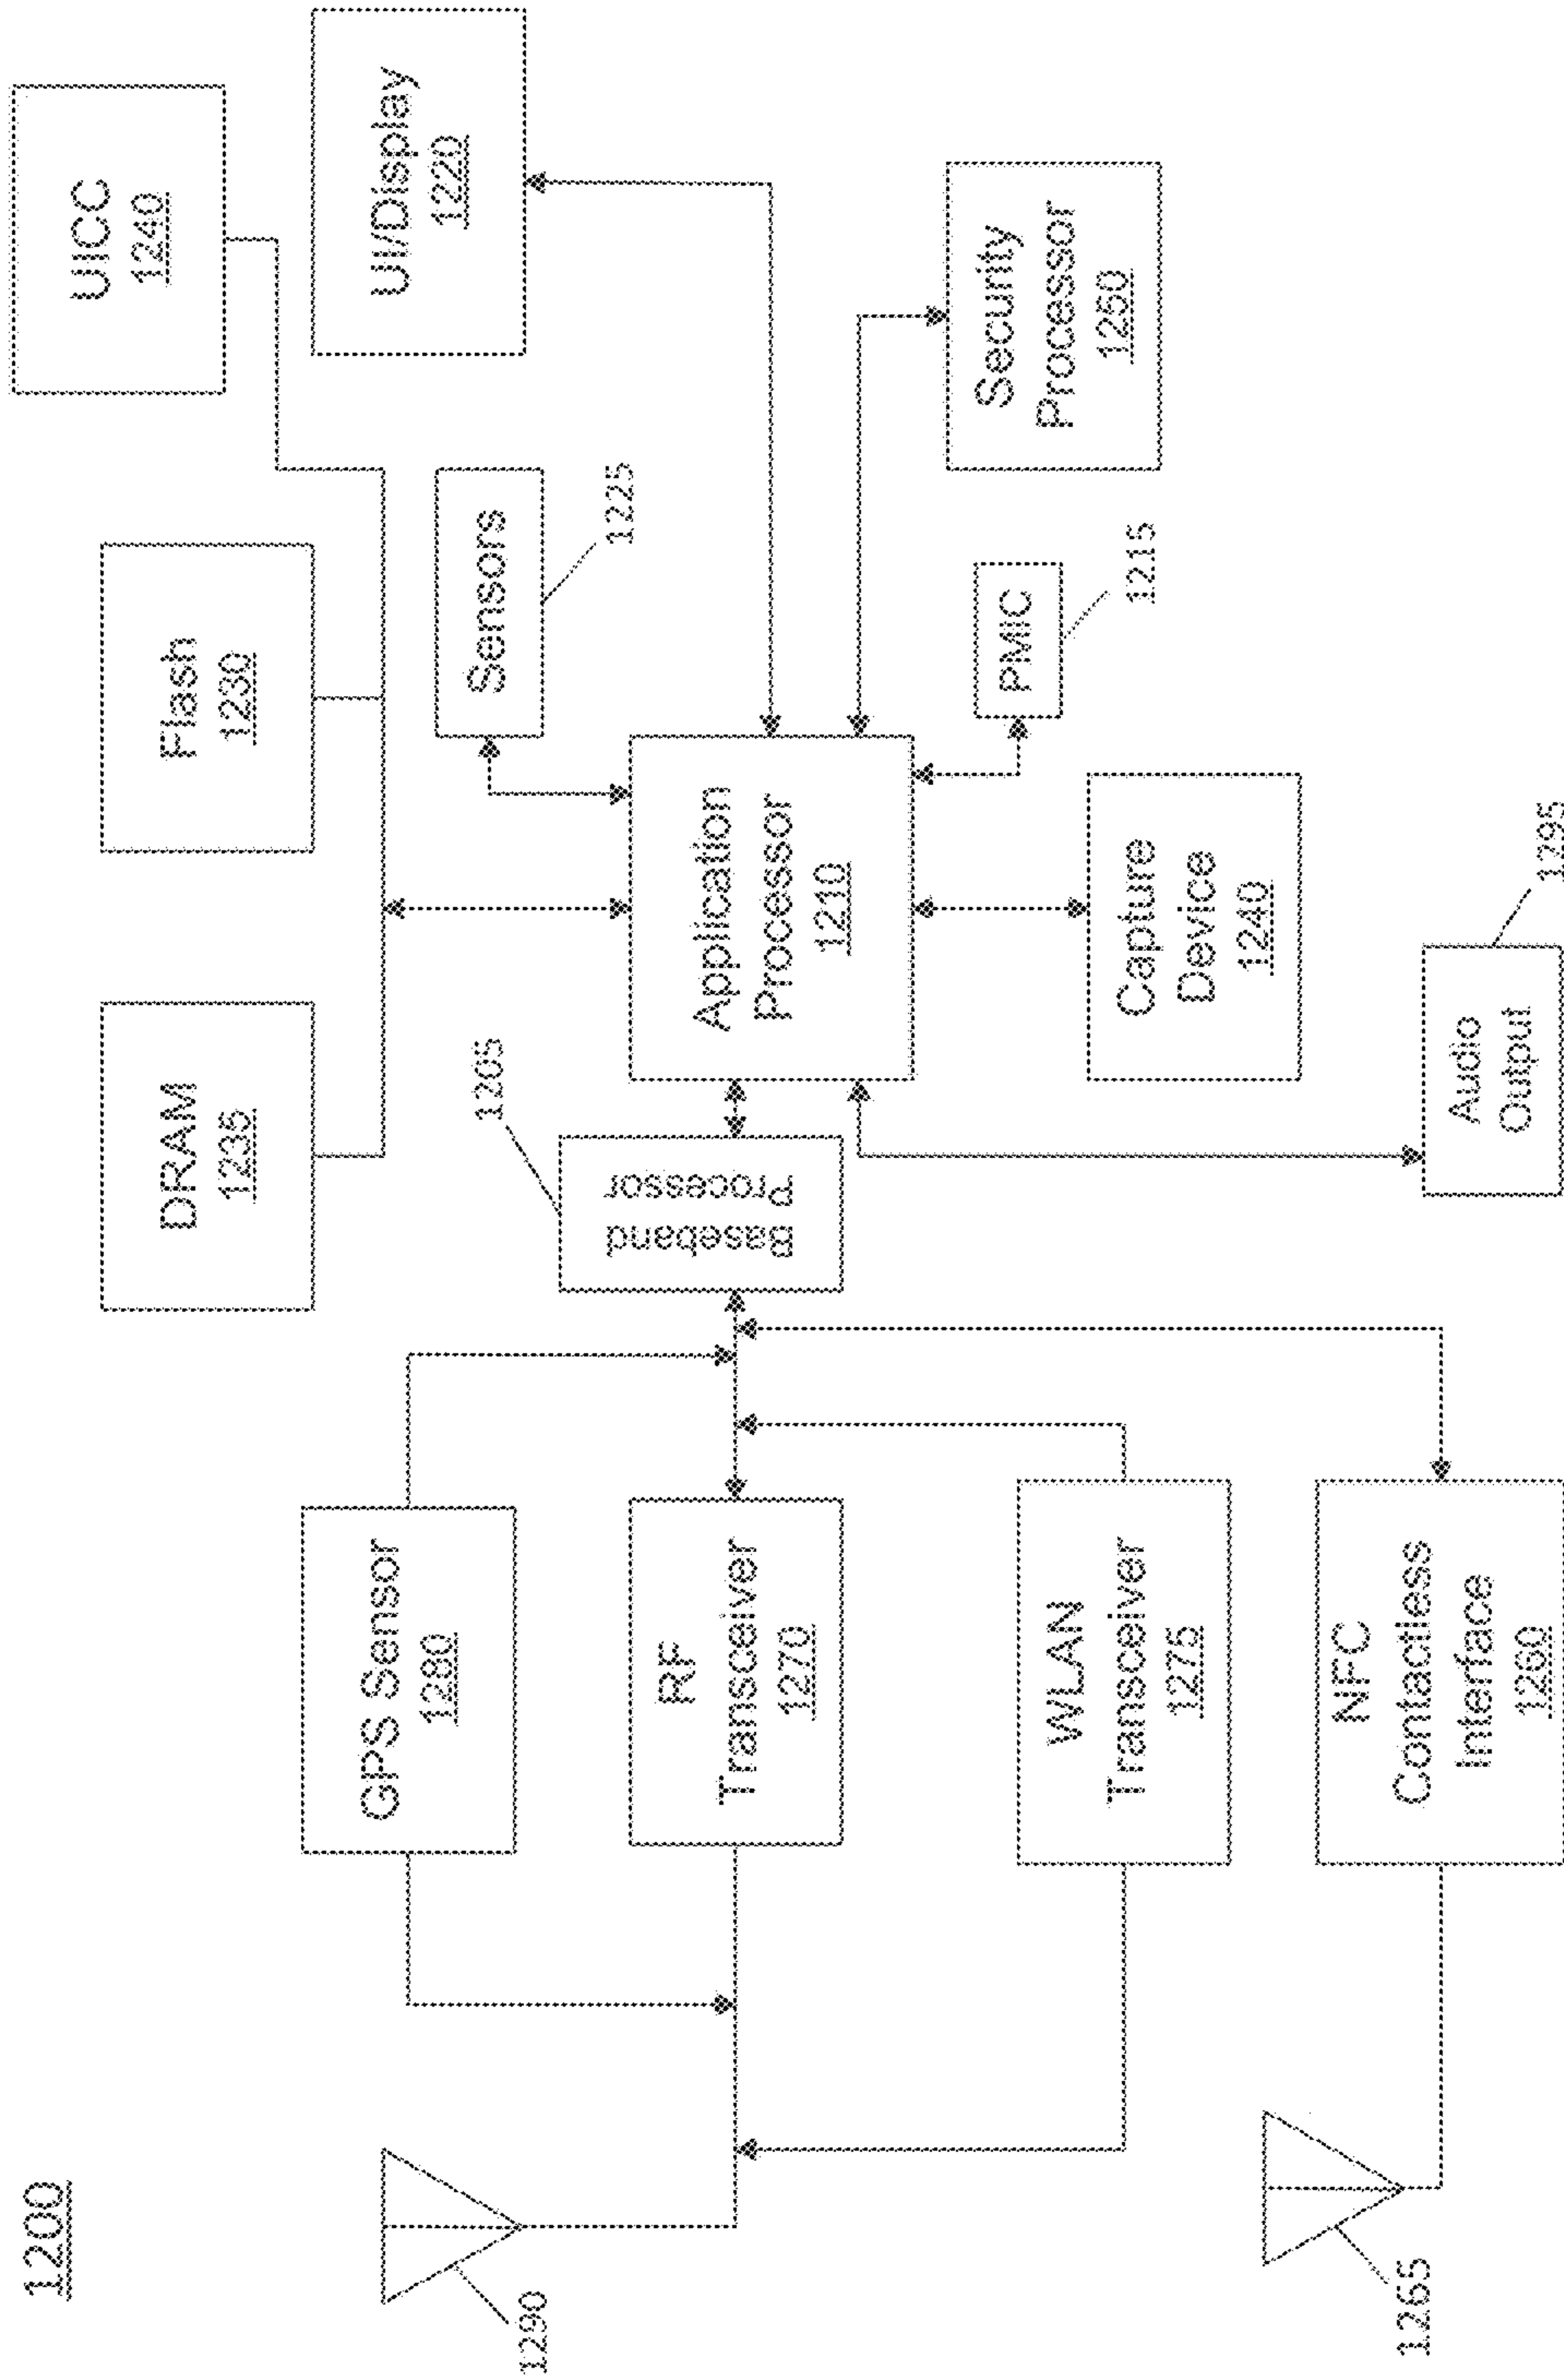 1200
UICC
1240
DRAM
1235
Flash
1230
UI/Display
1220
GPS Sensor
1280
1290
1205
Sensors
1225
Baseband
Processor
RF
Transceiver
1270
Application
Processor
1210
Security
Processor
1250
PMIC
1215
WLAN
Transceiver
1275
Capture
Device
1240
1265
NFC
Contactless
Interface
1260
Audio
Output
1295